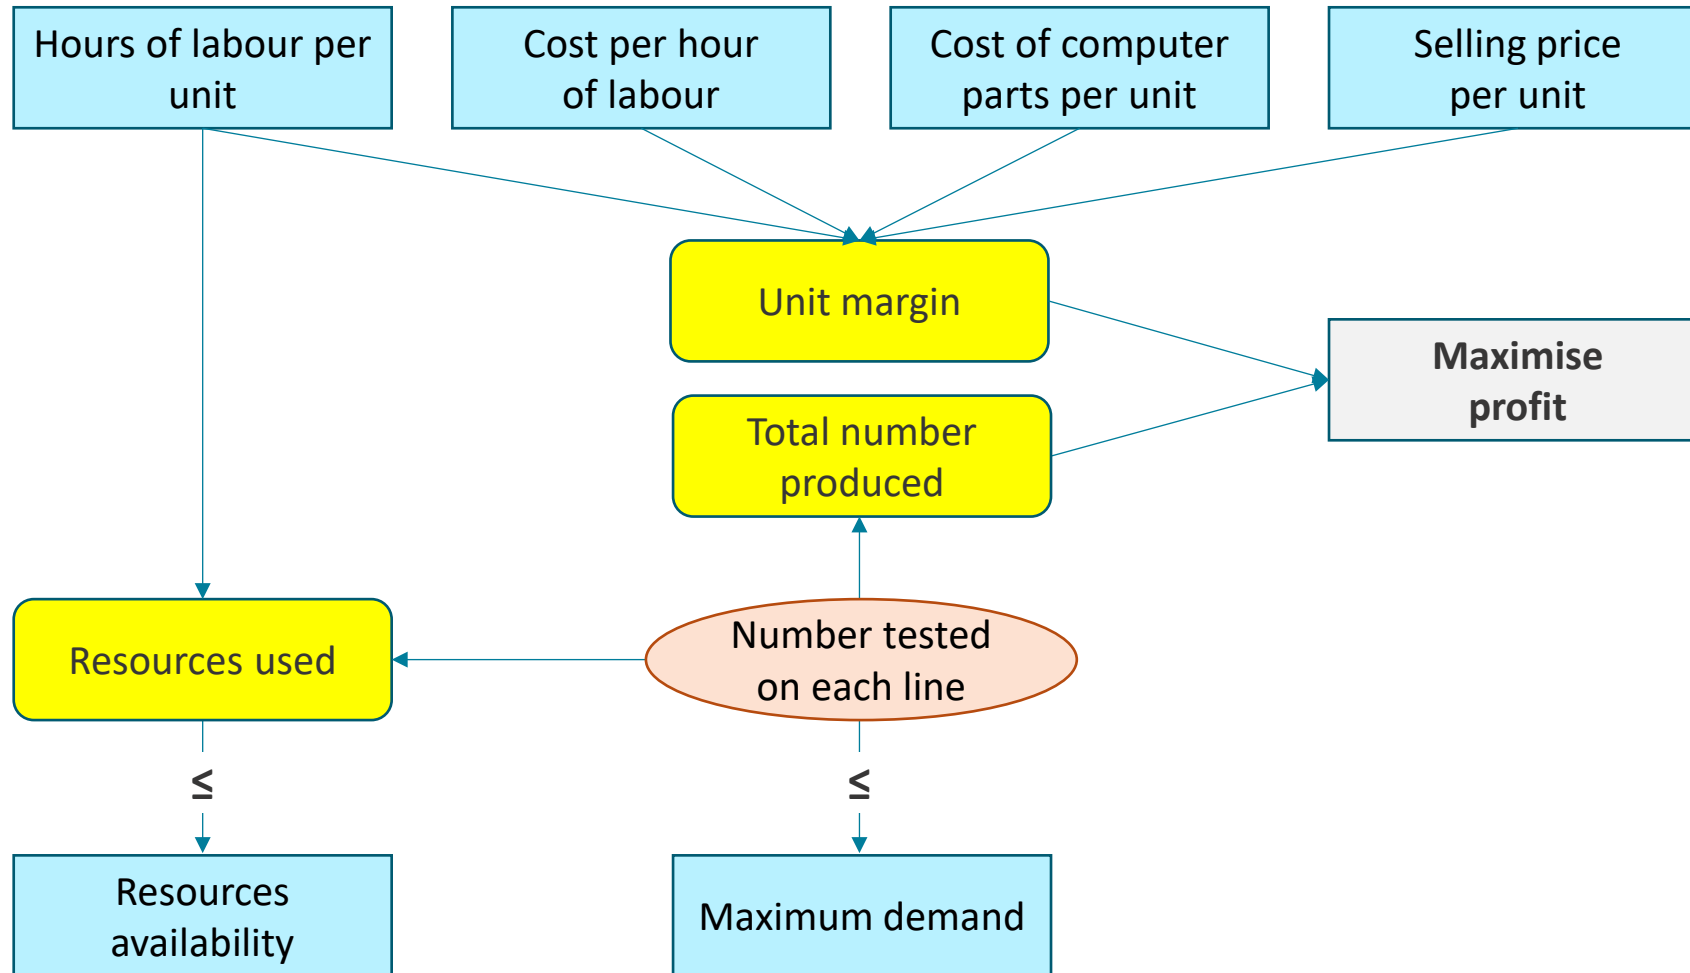 Hours of labour per
unit
Cost per hour
of labour
Cost of computer
parts per unit
Selling price
per unit
Unit margin
Maximise
profit
Total number
produced
Resources used
Number tested
on each line
≤
≤
Resources
availability
Maximum demand